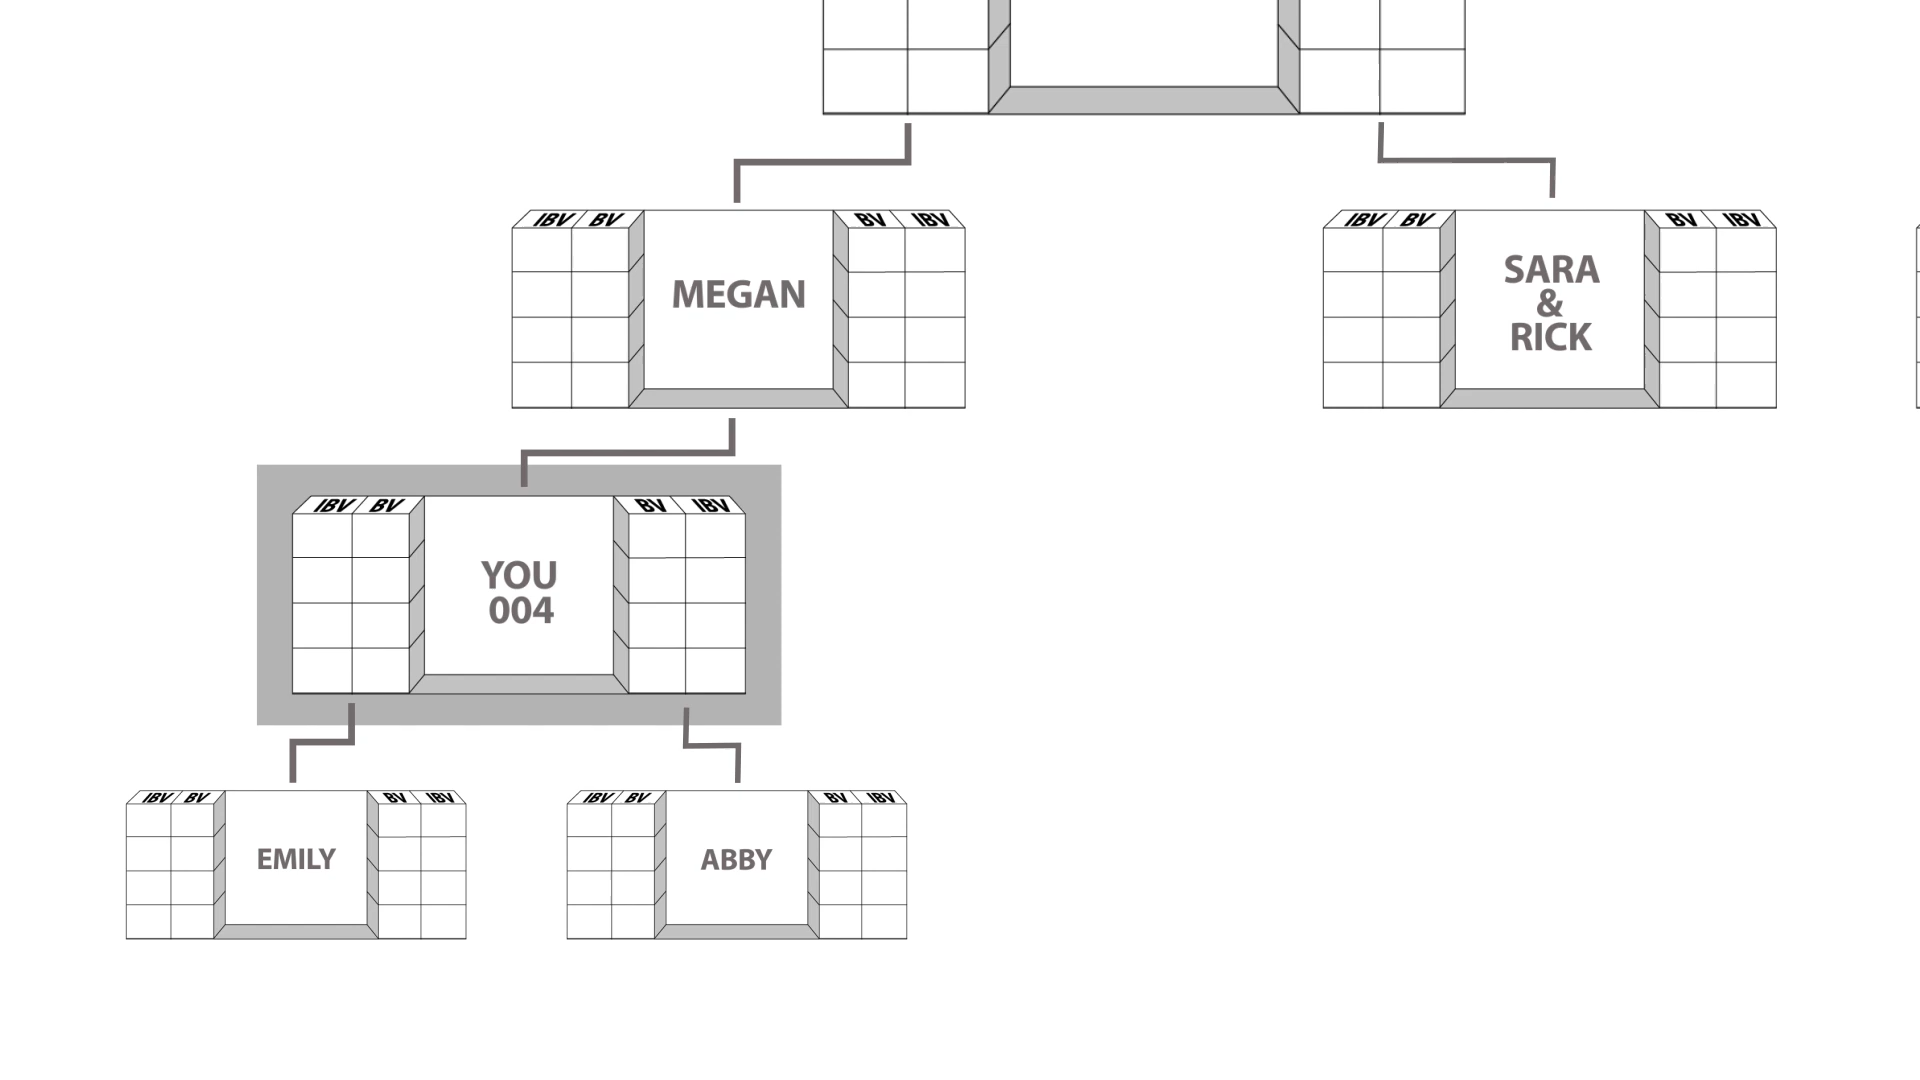 IBV BV BV IBV
MEGAN
IBV BV BV IBV
SARA
&
RICK
IBV BV BV IBV
YOU
004
IBV BV BV IBV
EMILY
IBV BV BV IBV
ABBY